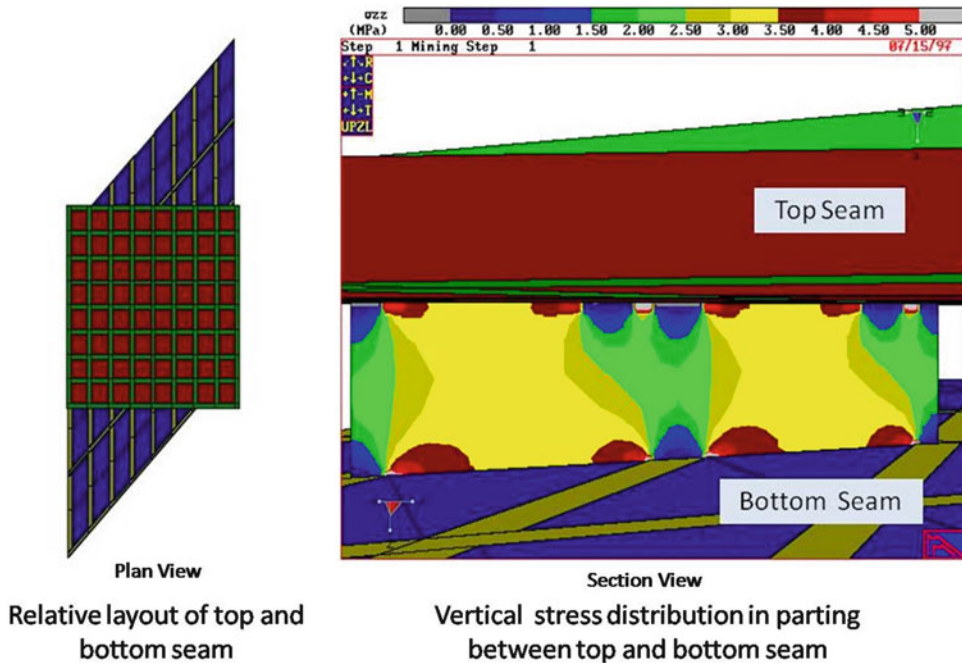 σzz
(MPa) 0.00 0.50 1.00 1.50 2.00 2.50 3.00 3.50 4.00 4.50 5.00
Step 1 Mining Step 1 07/15/97
R
C
M
T
UPZL
Top Seam
Bottom Seam
Plan View
Section View
Relative layout of top and
bottom seam
Vertical stress distribution in parting
between top and bottom seam